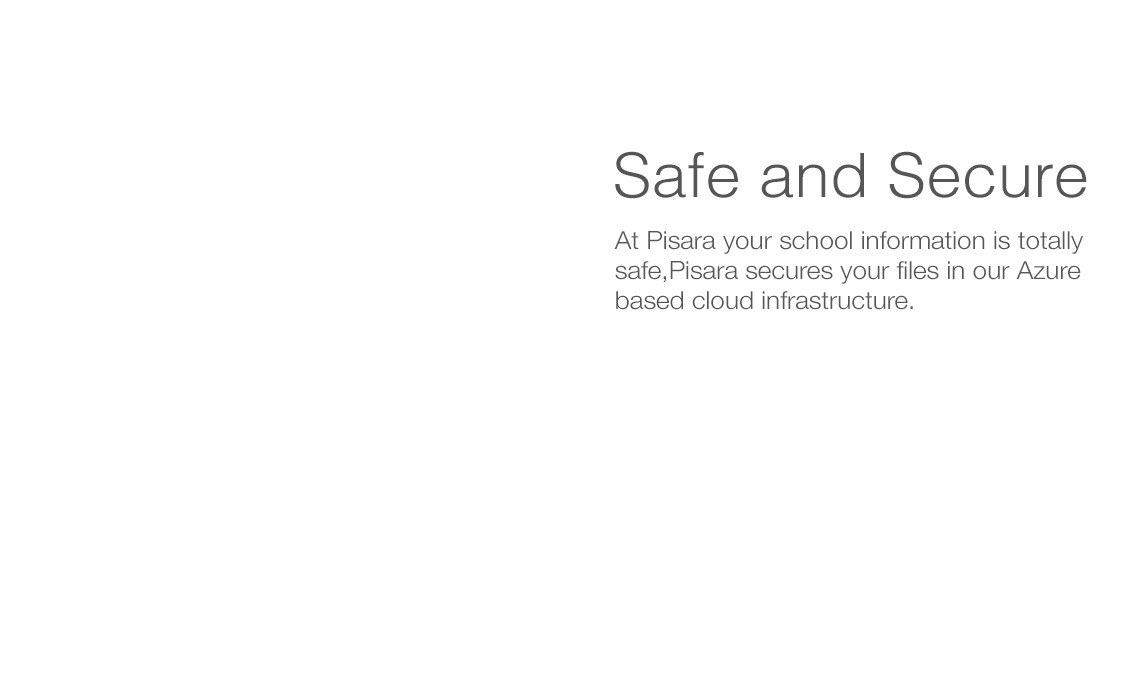 Safe and Secure
At Pisara your school information is totally
safe,Pisara secures your files in our Azure
based cloud infrastructure.